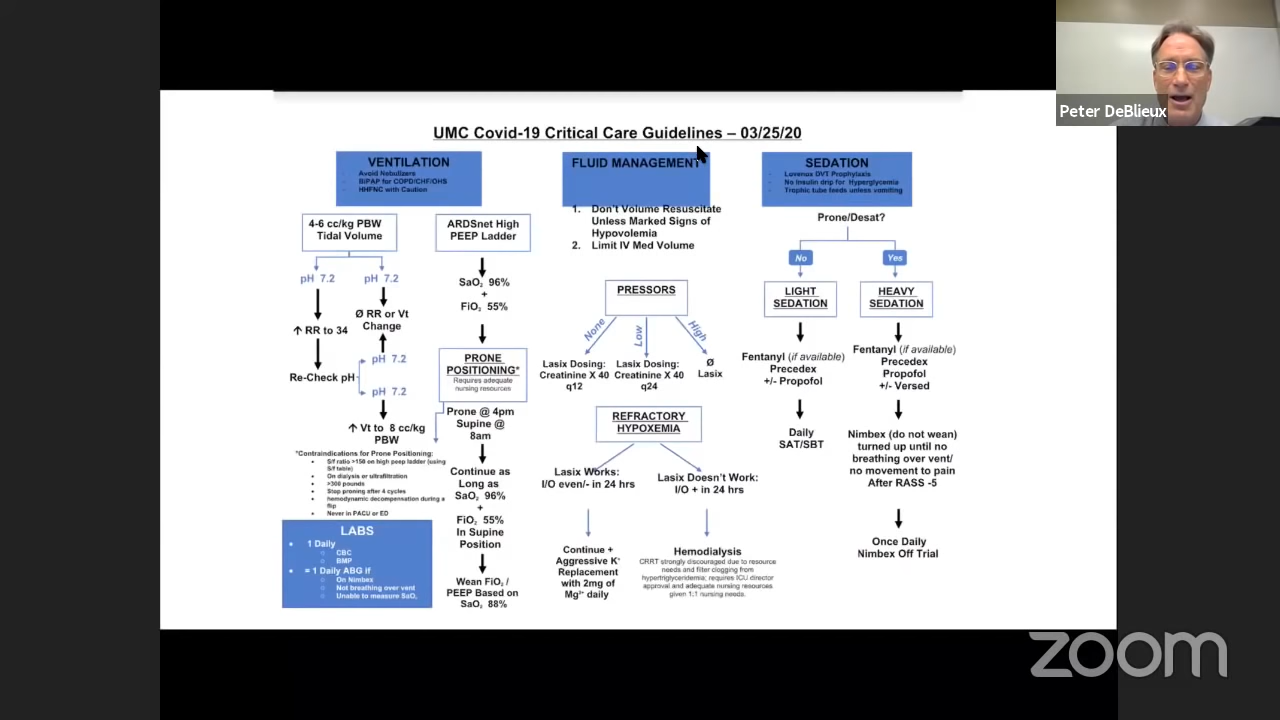 Peter DeBlieux
UMC Covid-19 Critical Care Guidelines – 03/25/20
VENTILATION
Avoid Nebulizers
BiPAP for COPD/CHF/OHS
HHFNC with Caution
4-6 cc/kg PBW
Tidal Volume
pH 7.2
pH 7.2
↑ RR to 34
Ø RR or Vt
Change
Re-Check pH
pH 7.2
pH 7.2
↑ Vt to 8 cc/kg
PBW
ARDSnet High
PEEP Ladder
SaO₂ 96%
+
FiO₂ 55%
PRONE
POSITIONING*
Requires adequate
nursing resources
Prone @ 4pm
Supine @
8am
Continue as
Long as
SaO₂ 96%
+
FiO₂ 55%
In Supine
Position
Wean FiO₂ /
PEEP Based on
SaO₂ 88%
*Contraindications for Prone Positioning:
S/f ratio >158 on high peep ladder (using
S/f table)
On dialysis or ultrafiltration
>300 pounds
Stop proning after 4 cycles
hemodynamic decompensation during a
flip
Never in PACU or ED
LABS
1 Daily
CBC
BMP
= 1 Daily ABG if
On Nimbex
Not breathing over vent
Unable to measure SaO₂
FLUID MANAGEMENT
1. Don't Volume Resuscitate
Unless Marked Signs of
Hypovolemia
2. Limit IV Med Volume
PRESSORS
None
Low
High
Lasix Dosing:
Creatinine X 40
q12
Lasix Dosing:
Creatinine X 40
q24
Ø
Lasix
REFRACTORY
HYPOXEMIA
Lasix Works:
I/O even/- in 24 hrs
Lasix Doesn't Work:
I/O + in 24 hrs
Continue +
Aggressive K⁺
Replacement
with 2mg of
Mg²⁺ daily
Hemodialysis
CRRT strongly discouraged due to resource
needs and filter clogging from
hypertriglyceridemia; requires ICU director
approval and adequate nursing resources
given 1:1 nursing needs.
SEDATION
Lovenox DVT Prophylaxis
No Insulin drip for Hyperglycemia
Trophic tube feeds unless vomiting
Prone/Desat?
No
Yes
LIGHT
SEDATION
HEAVY
SEDATION
Fentanyl (if available)
Precedex
+/- Propofol
Daily
SAT/SBT
Fentanyl (if available)
Precedex
Propofol
+/- Versed
Nimbex (do not wean)
turned up until no
breathing over vent/
no movement to pain
After RASS -5
Once Daily
Nimbex Off Trial
zoom